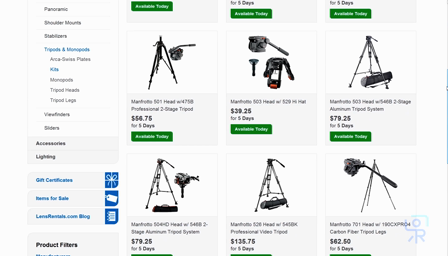 Panoramic
Shoulder Mounts
Stabilizers
Tripods & Monopods
Arca-Swiss Plates
Kits
Monopods
Tripod Heads
Tripod Legs
Viewfinders
Sliders
Accessories
Lighting
Gift Certificates
Items for Sale
LensRentals.com Blog
Product Filters
for 5 Days
Available Today
for 5 Days
Available Today
for 5 Days
Available Today
Manfrotto 501 Head w/475B
Professional 2-Stage Tripod
$56.75
for 5 Days
Available Today
Manfrotto 503 Head w/ 529 Hi Hat
$39.25
for 5 Days
Available Today
Manfrotto 503 Head w/546B 2-Stage
Aluminum Tripod System
$79.25
for 5 Days
Available Today
Manfrotto 504HD Head w/ 546B 2-
Stage Aluminum Tripod System
$79.25
for 5 Days
Manfrotto 526 Head w/ 545BK
Professional Video Tripod
$135.75
for 5 Days
Manfrotto 701 Head w/ 190CXPRO4
Carbon Fiber Tripod Legs
$62.50
for 5 Days